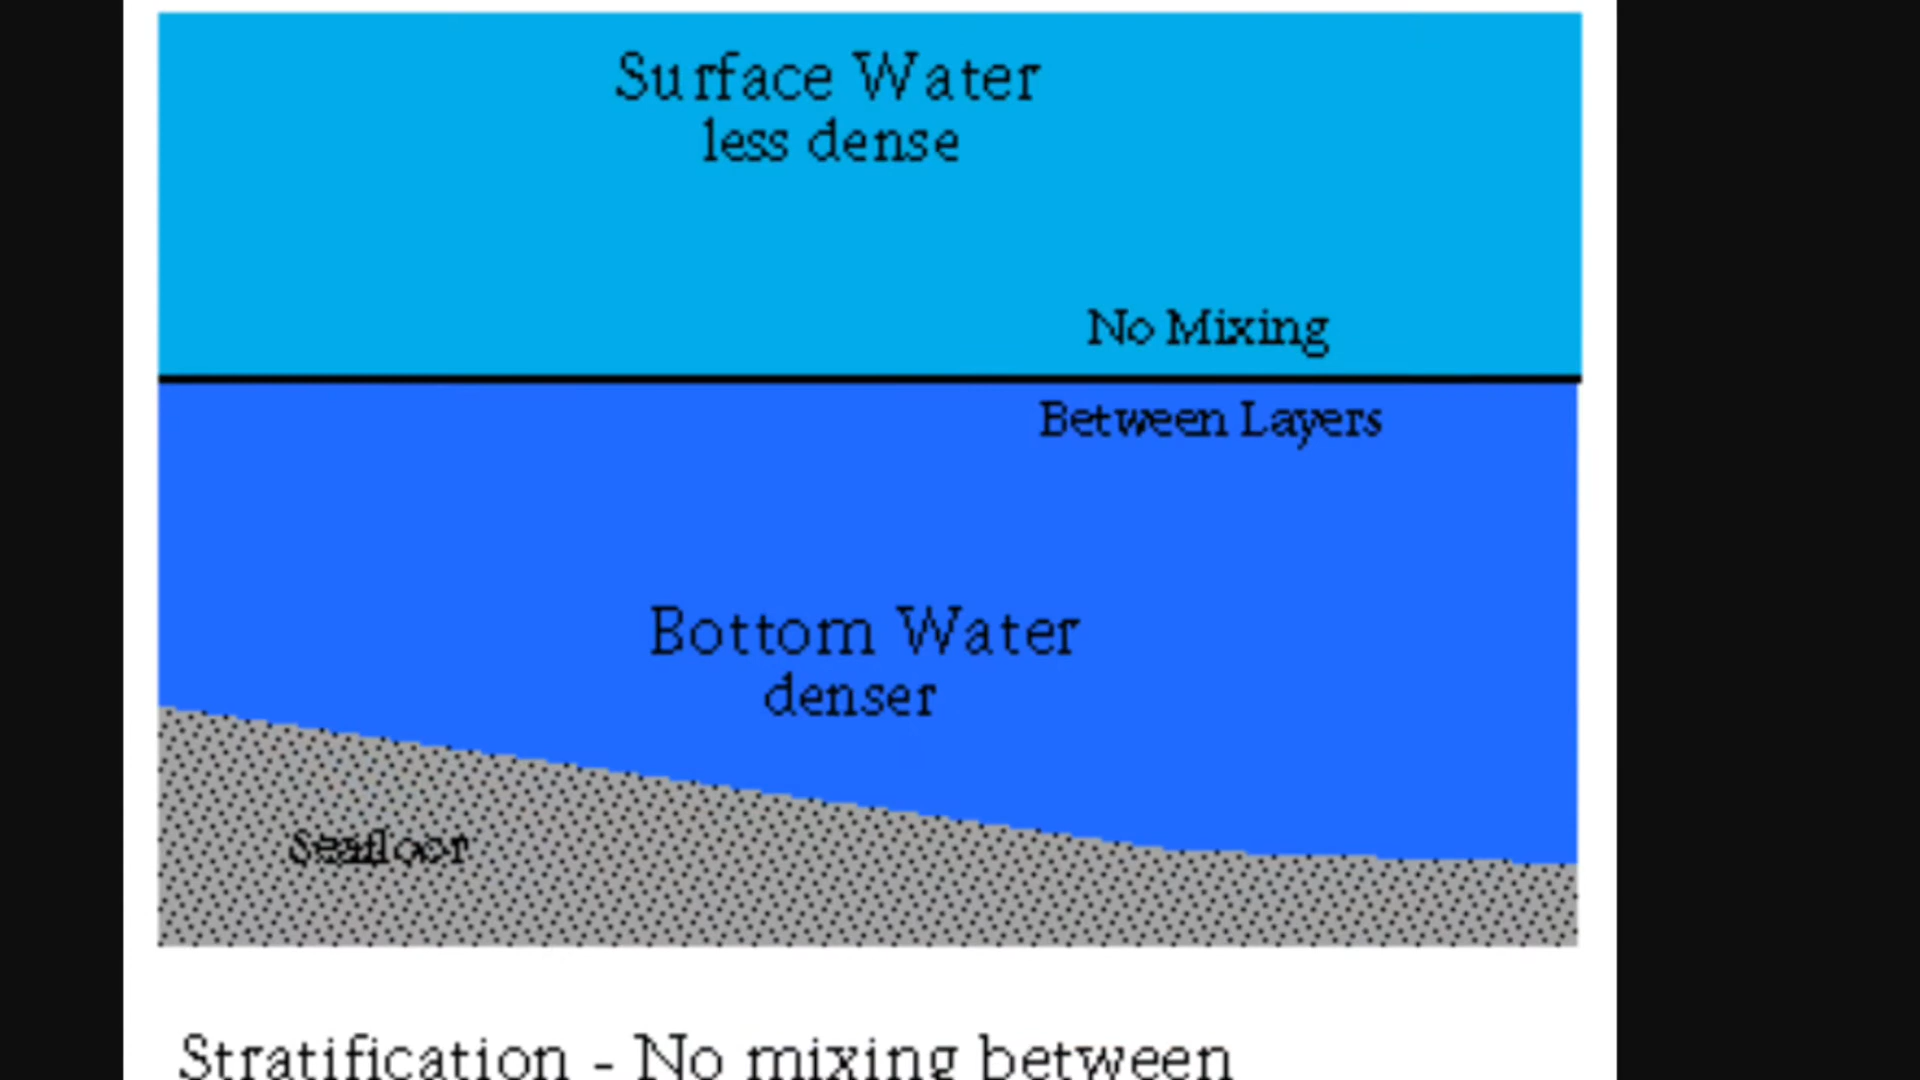 Surface Water
less dense
No Mixing
Between Layers
Bottom Water
denser
Seafloor
Stratification - No mixing between